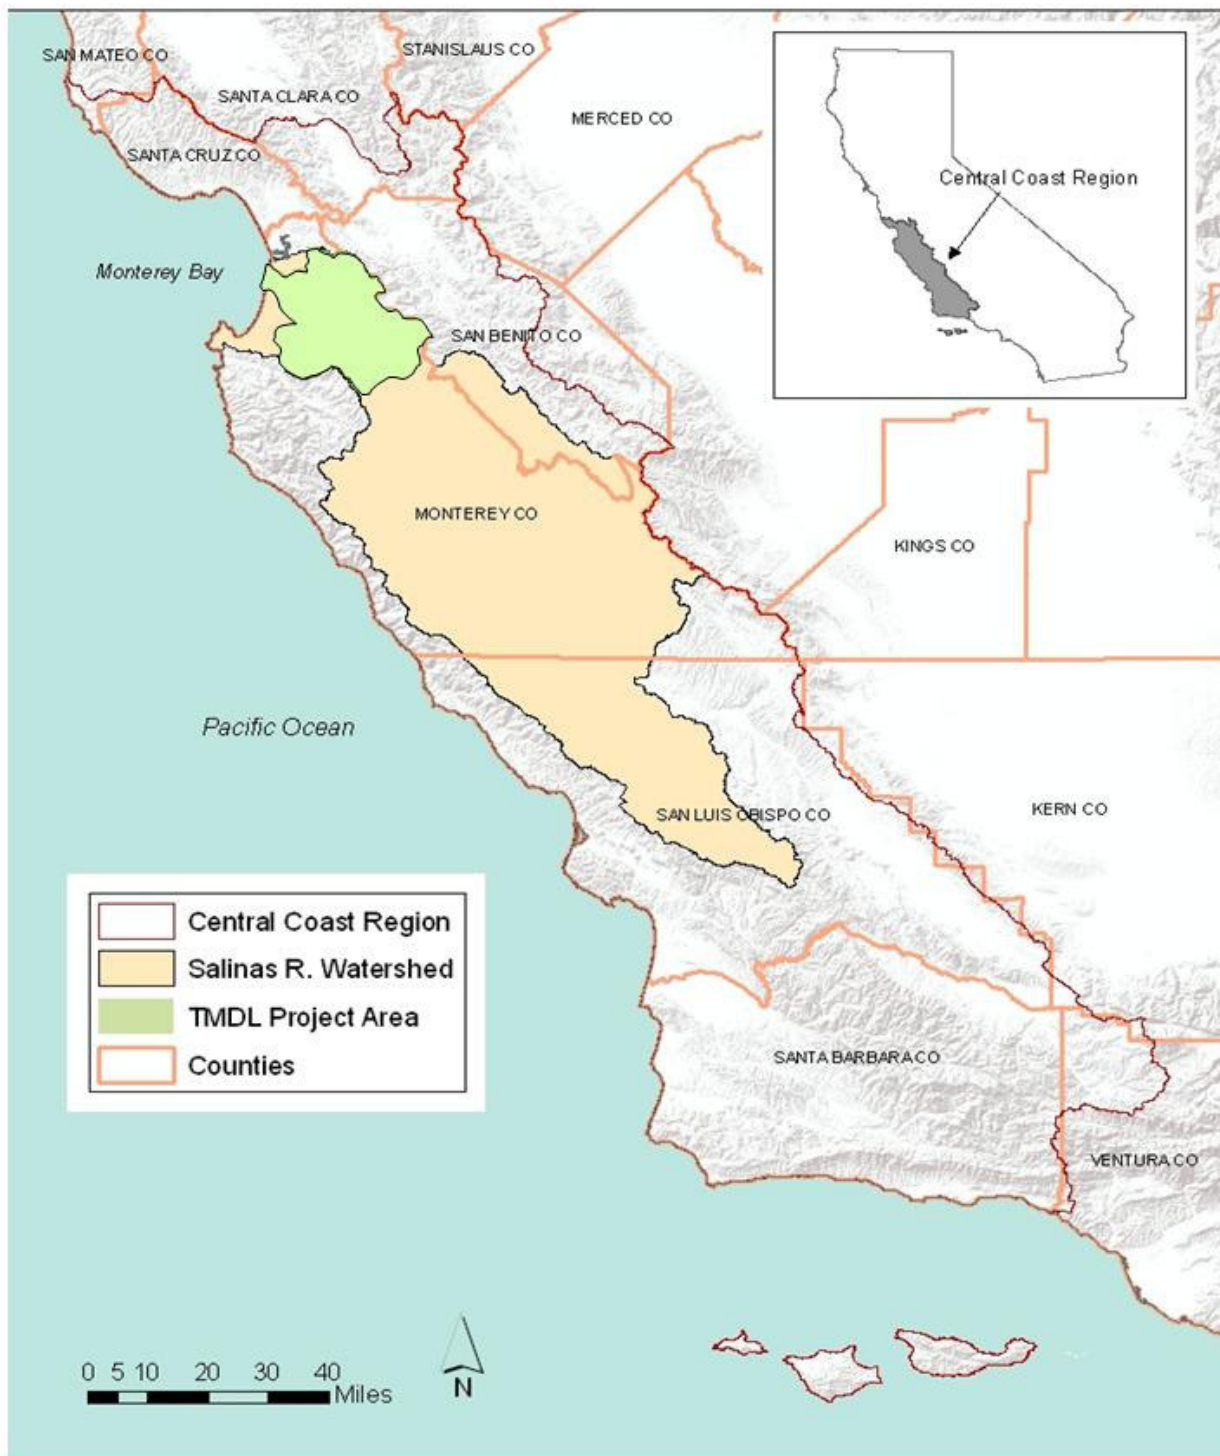 SAN MATEO CO
STANISLAUS CO
SANTA CLARA CO
MERCED CO
SANTA CRUZ CO
Central Coast Region
Monterey Bay
SAN BENITO CO
MONTEREY CO
KINGS CO
Pacific Ocean
SAN LUIS OBISPO CO
KERN CO
Central Coast Region
Salinas R. Watershed
TMDL Project Area
Counties
SANTA BARBARA CO
VENTURA CO
0 5 10 20 30 40
Miles
N